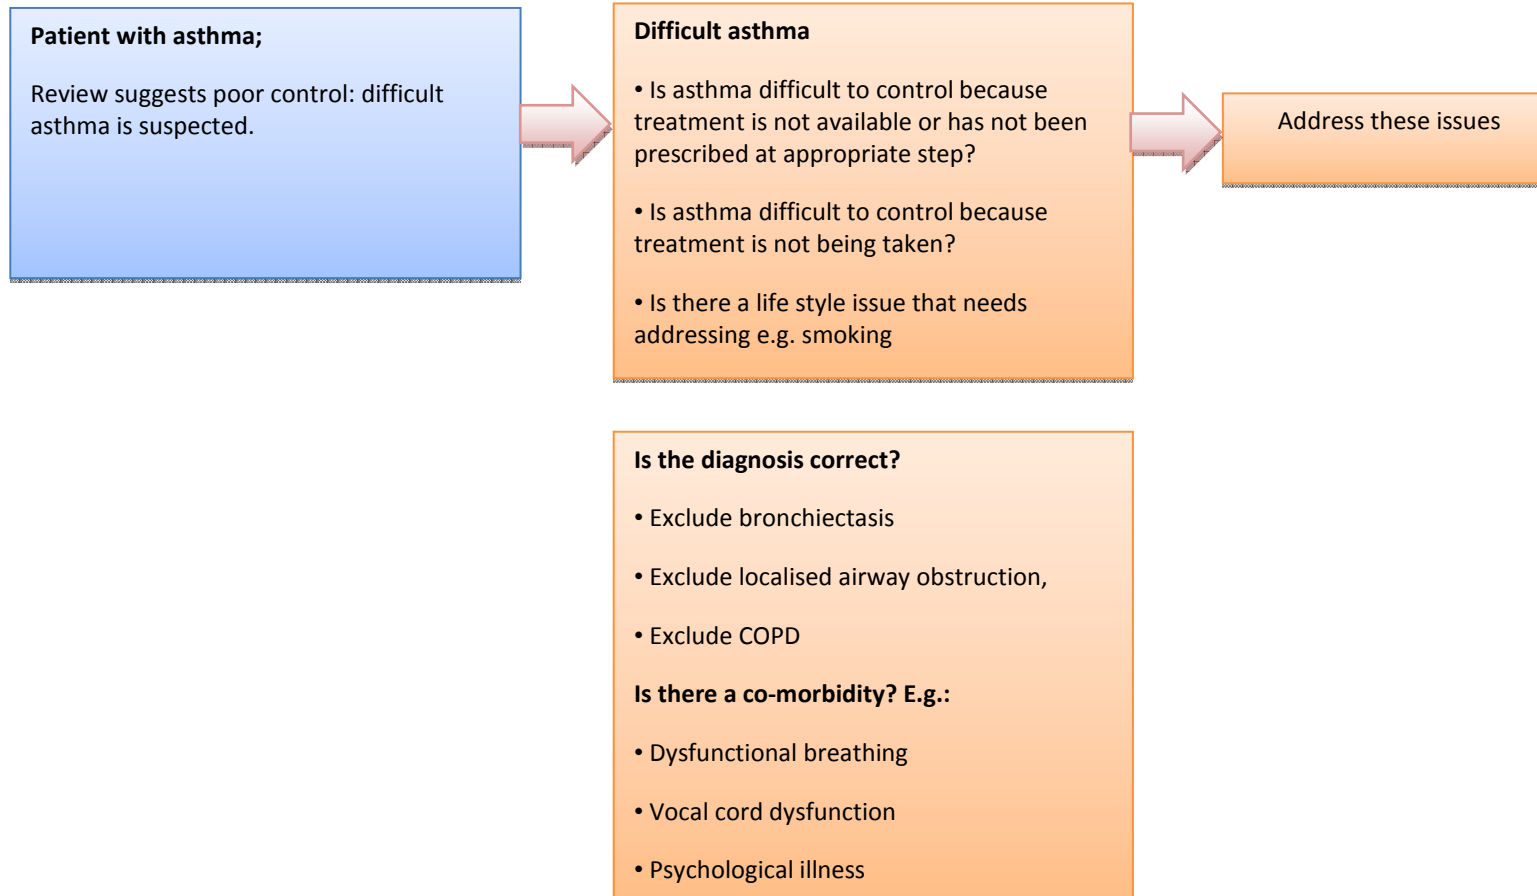 Patient with asthma;
Review suggests poor control: difficult
asthma is suspected.
Difficult asthma
• Is asthma difficult to control because
treatment is not available or has not been
prescribed at appropriate step?
• Is asthma difficult to control because
treatment is not being taken?
• Is there a life style issue that needs
addressing e.g. smoking
Address these issues
Is the diagnosis correct?
• Exclude bronchiectasis
• Exclude localised airway obstruction,
• Exclude COPD
Is there a co-morbidity? E.g.:
• Dysfunctional breathing
• Vocal cord dysfunction
• Psychological illness